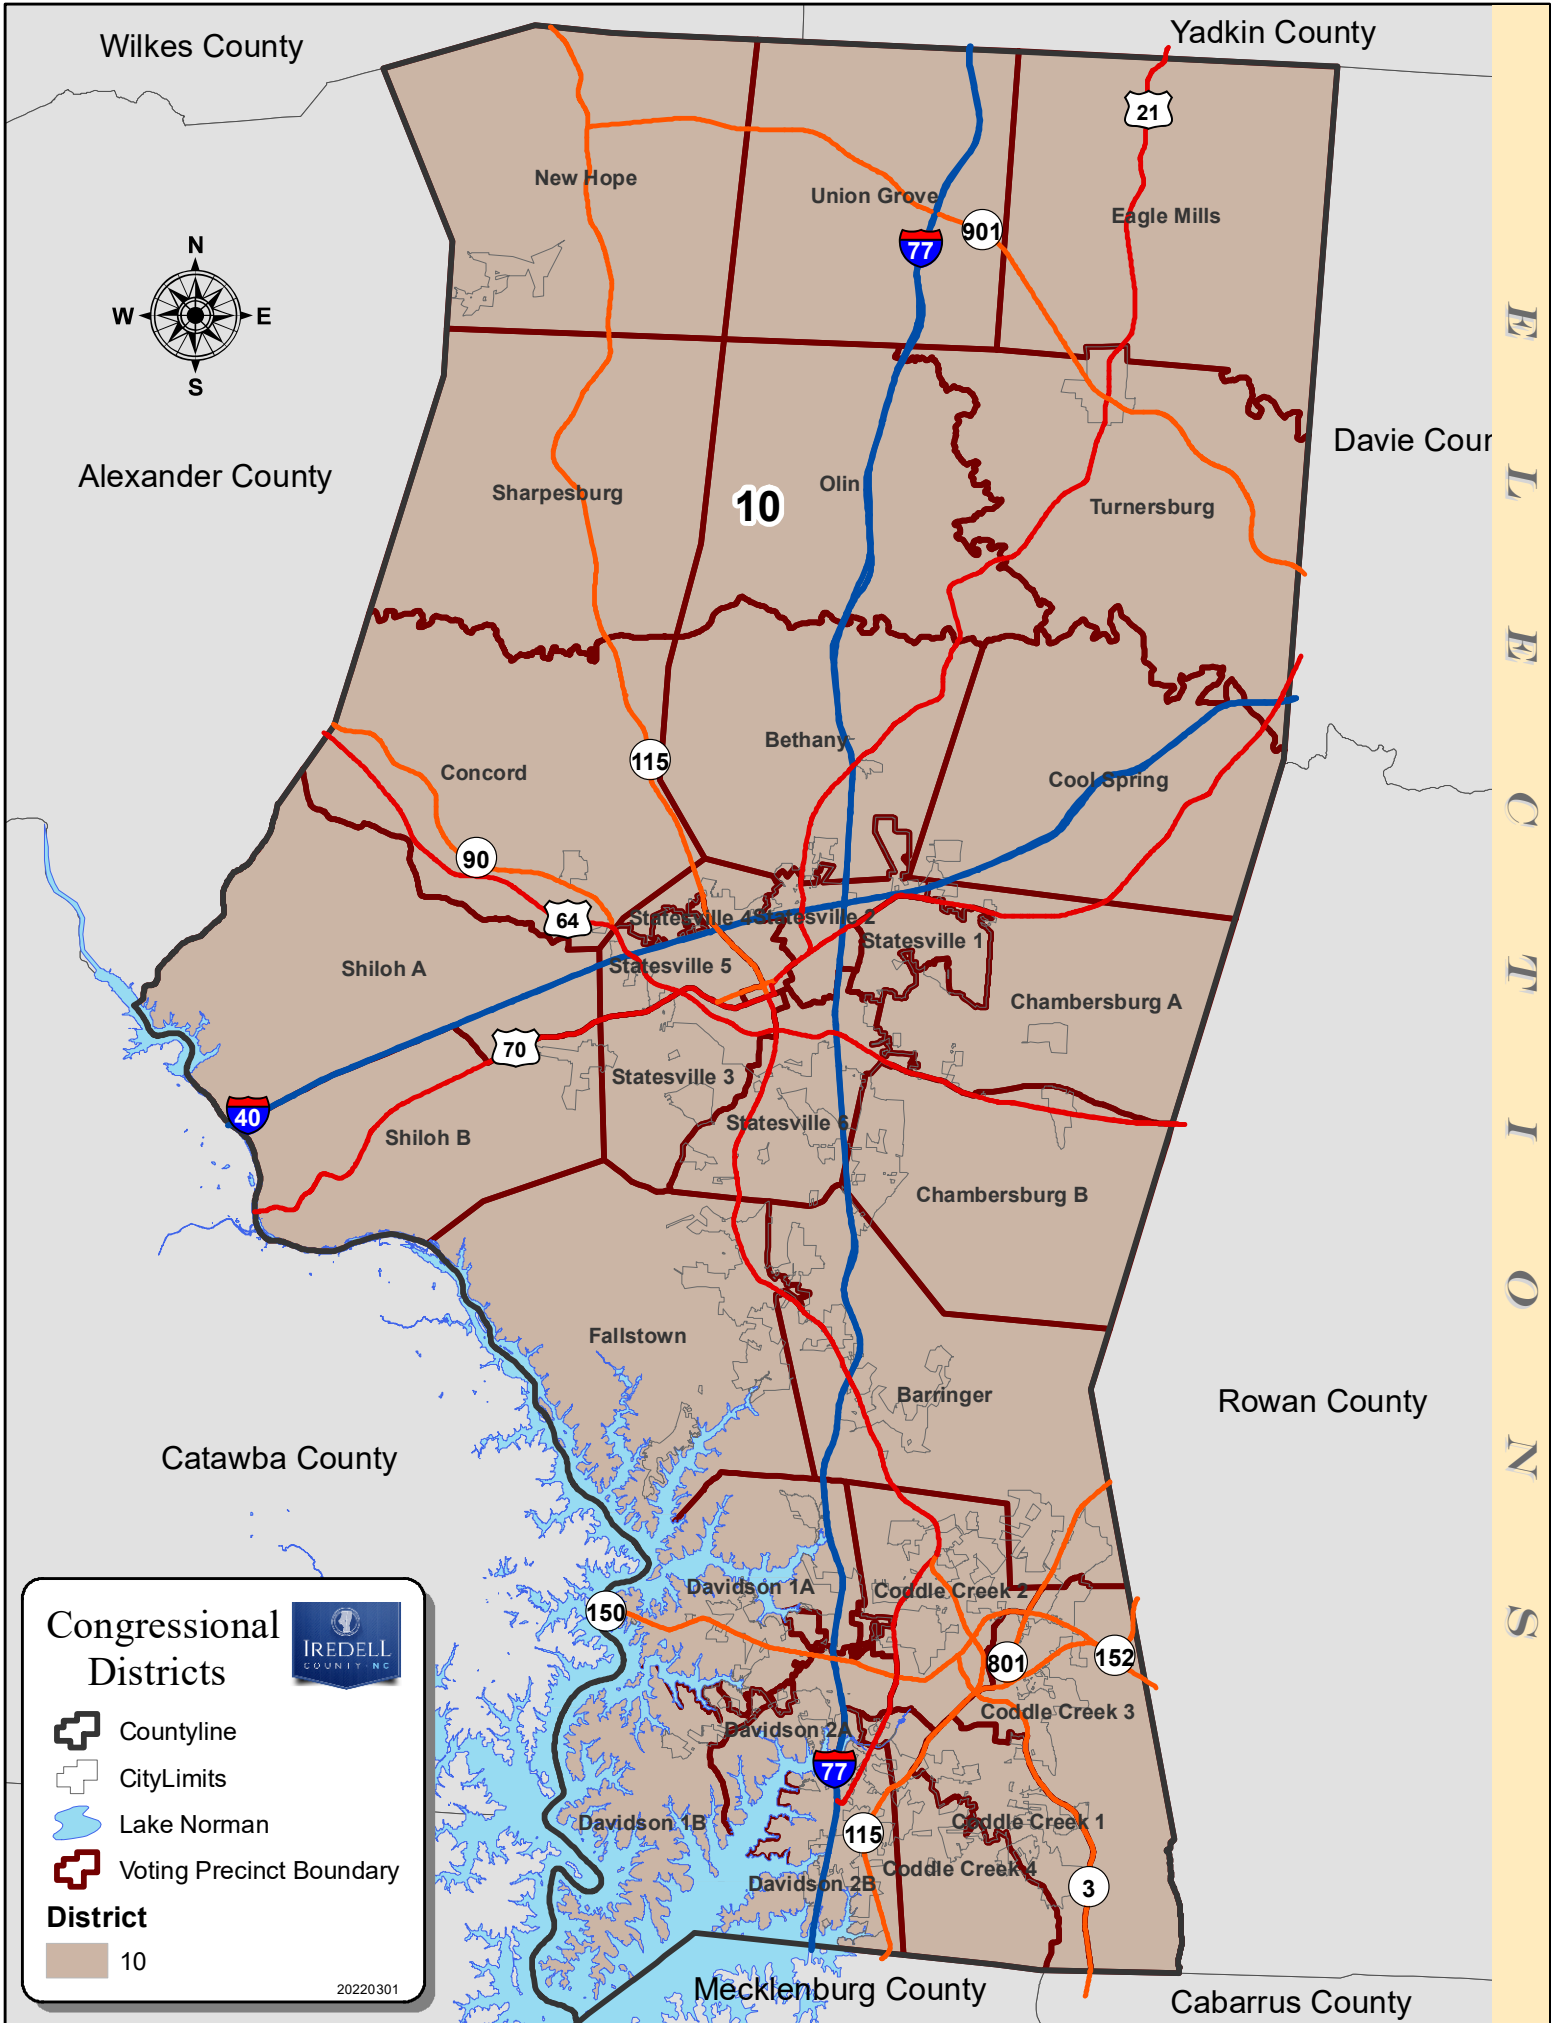 Wilkes County
Yadkin County
21
New Hope
Union Grove
Eagle Mills
901
77
N
W
E
S
Davie Cour
Alexander County
Sharpesburg
10
Olin
Turnersburg
Bethany
115
Concord
Cool Spring
90
64
Statesville 4
Statesville 2
Statesville 1
Shiloh A
Statesville 5
Chambersburg A
70
Statesville 3
40
Statesville 6
Shiloh B
Chambersburg B
Fallstown
Barringer
Rowan County
Catawba County
Davidson 1A
Coddle Creek 2
150
801
152
Coddle Creek 3
Davidson 2A
77
Davidson 1B
115
Coddle Creek 1
Coddle Creek 4
Davidson 2B
3
Mecklenburg County
Cabarrus County
Congressional
Districts
IREDELL
COUNTY NC
Countyline
CityLimits
Lake Norman
Voting Precinct Boundary
District
10
20220301
ELECTIONS